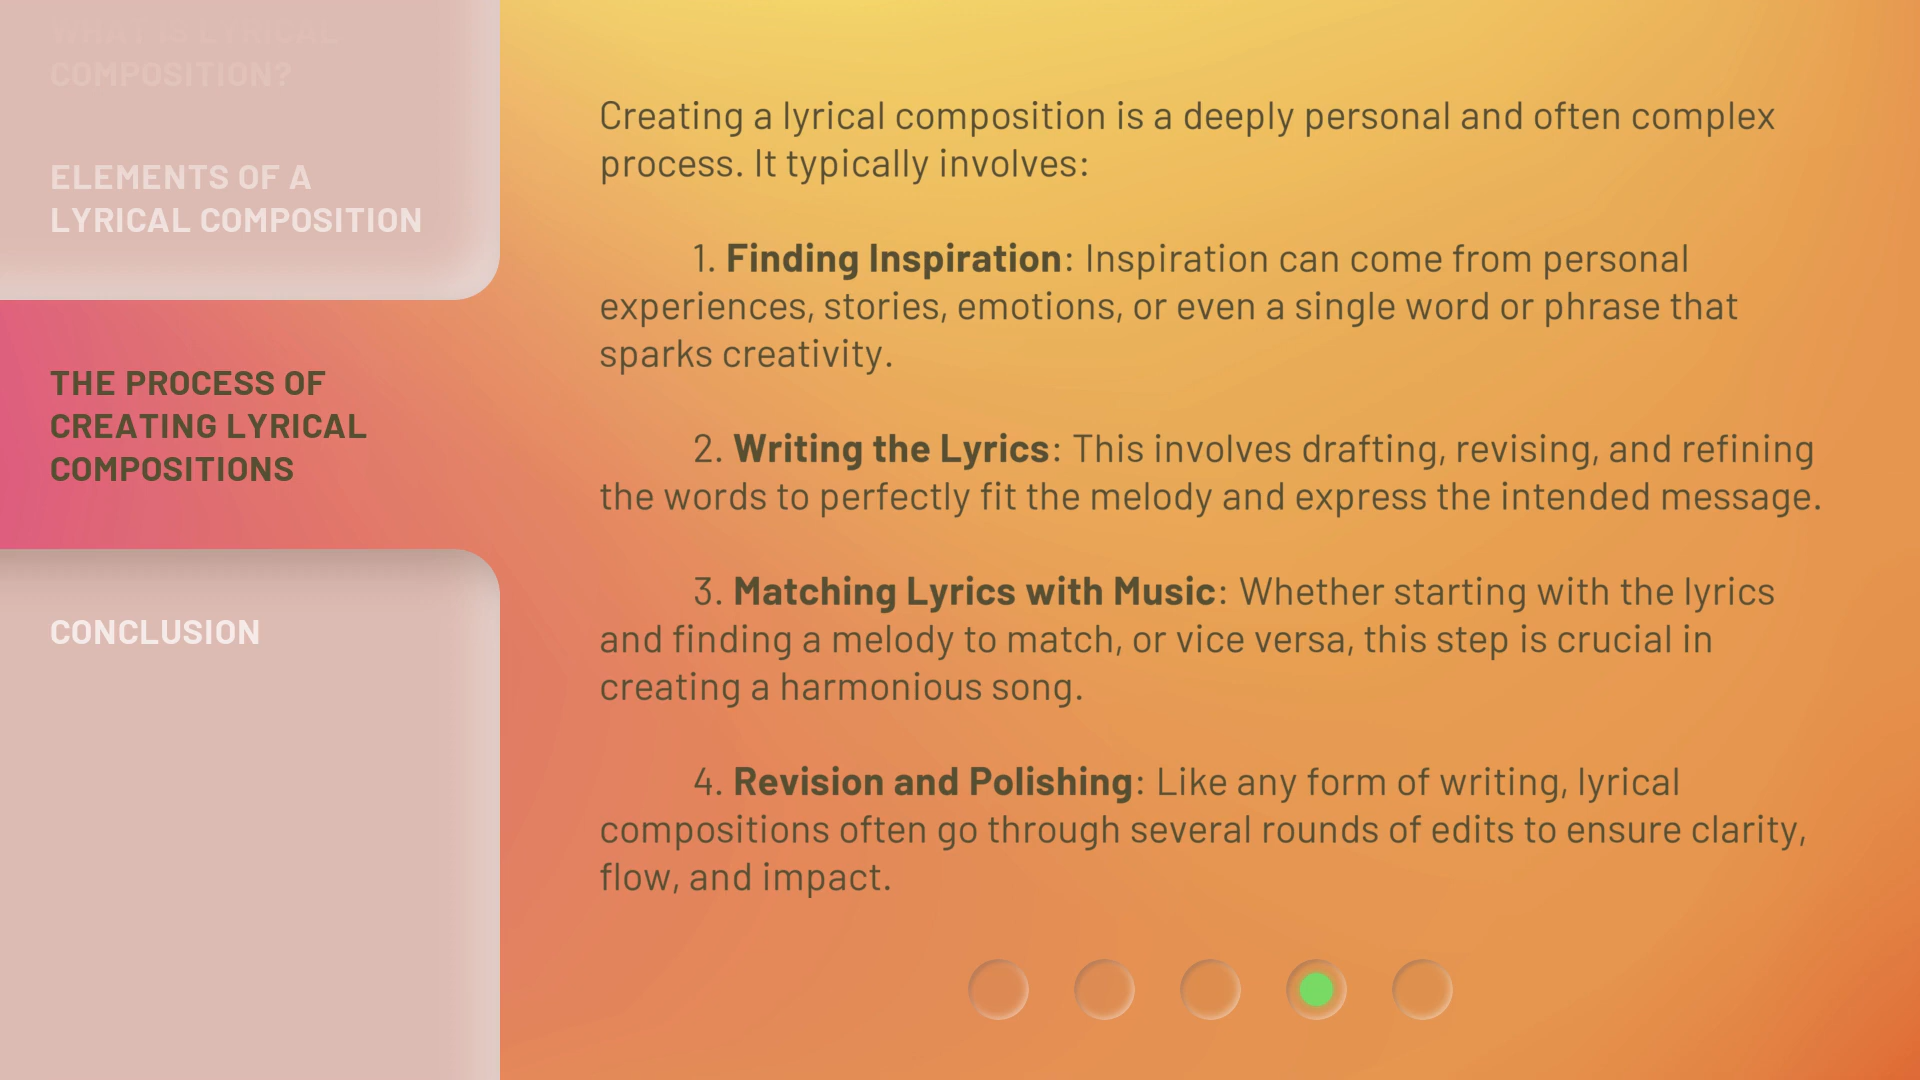 WHAT IS LYRICAL
COMPOSITION?
ELEMENTS OF A
LYRICAL COMPOSITION
THE PROCESS OF
CREATING LYRICAL
COMPOSITIONS
CONCLUSION
Creating a lyrical composition is a deeply personal and often complex
process. It typically involves:
1. Finding Inspiration: Inspiration can come from personal
experiences, stories, emotions, or even a single word or phrase that
sparks creativity.
2. Writing the Lyrics: This involves drafting, revising, and refining
the words to perfectly fit the melody and express the intended message.
3. Matching Lyrics with Music: Whether starting with the lyrics
and finding a melody to match, or vice versa, this step is crucial in
creating a harmonious song.
4. Revision and Polishing: Like any form of writing, lyrical
compositions often go through several rounds of edits to ensure clarity,
flow, and impact.